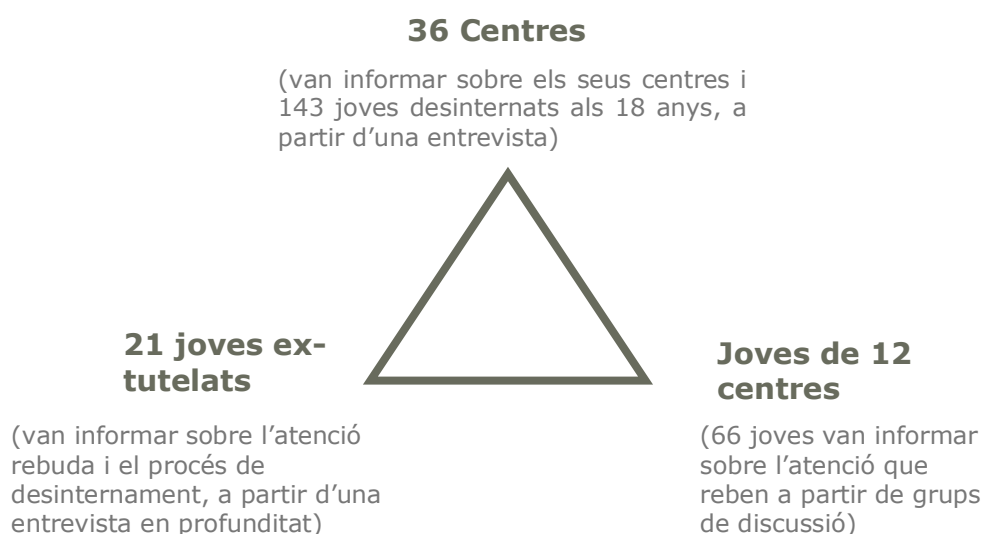 36 Centres
(van informar sobre els seus centres i
143 joves desinternats als 18 anys, a
partir d’una entrevista)
21 joves ex-
tutelats
(van informar sobre l’atenció
rebuda i el procés de
desinternament, a partir d’una
entrevista en profunditat)
Joves de 12
centres
(66 joves van informar
sobre l’atenció que
reben a partir de grups
de discussió)